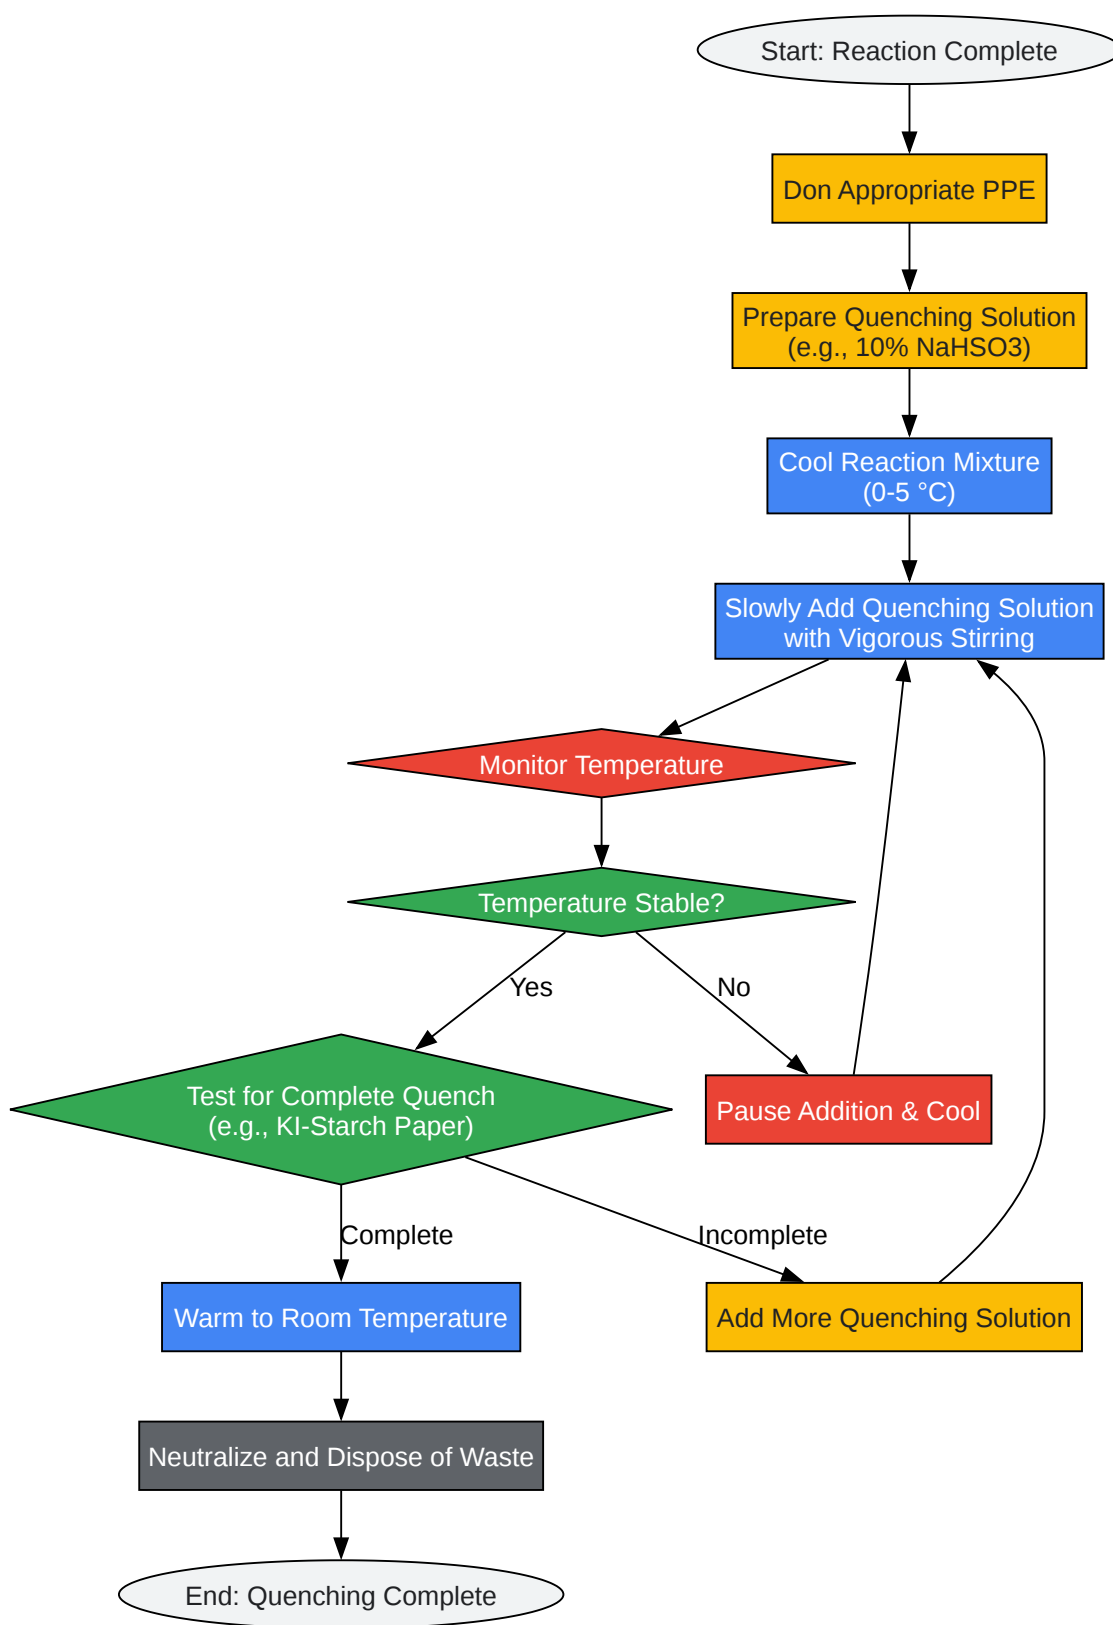 Start: Reaction Complete
Don Appropriate PPE
Prepare Quenching Solution
(e.g., 10% NaHSO3)
Cool Reaction Mixture
(0-5 °C)
Slowly Add Quenching Solution
with Vigorous Stirring
Monitor Temperature
Temperature Stable?
Yes
No
Test for Complete Quench
(e.g., KI-Starch Paper)
Pause Addition & Cool
Complete
Incomplete
Warm to Room Temperature
Add More Quenching Solution
Neutralize and Dispose of Waste
End: Quenching Complete